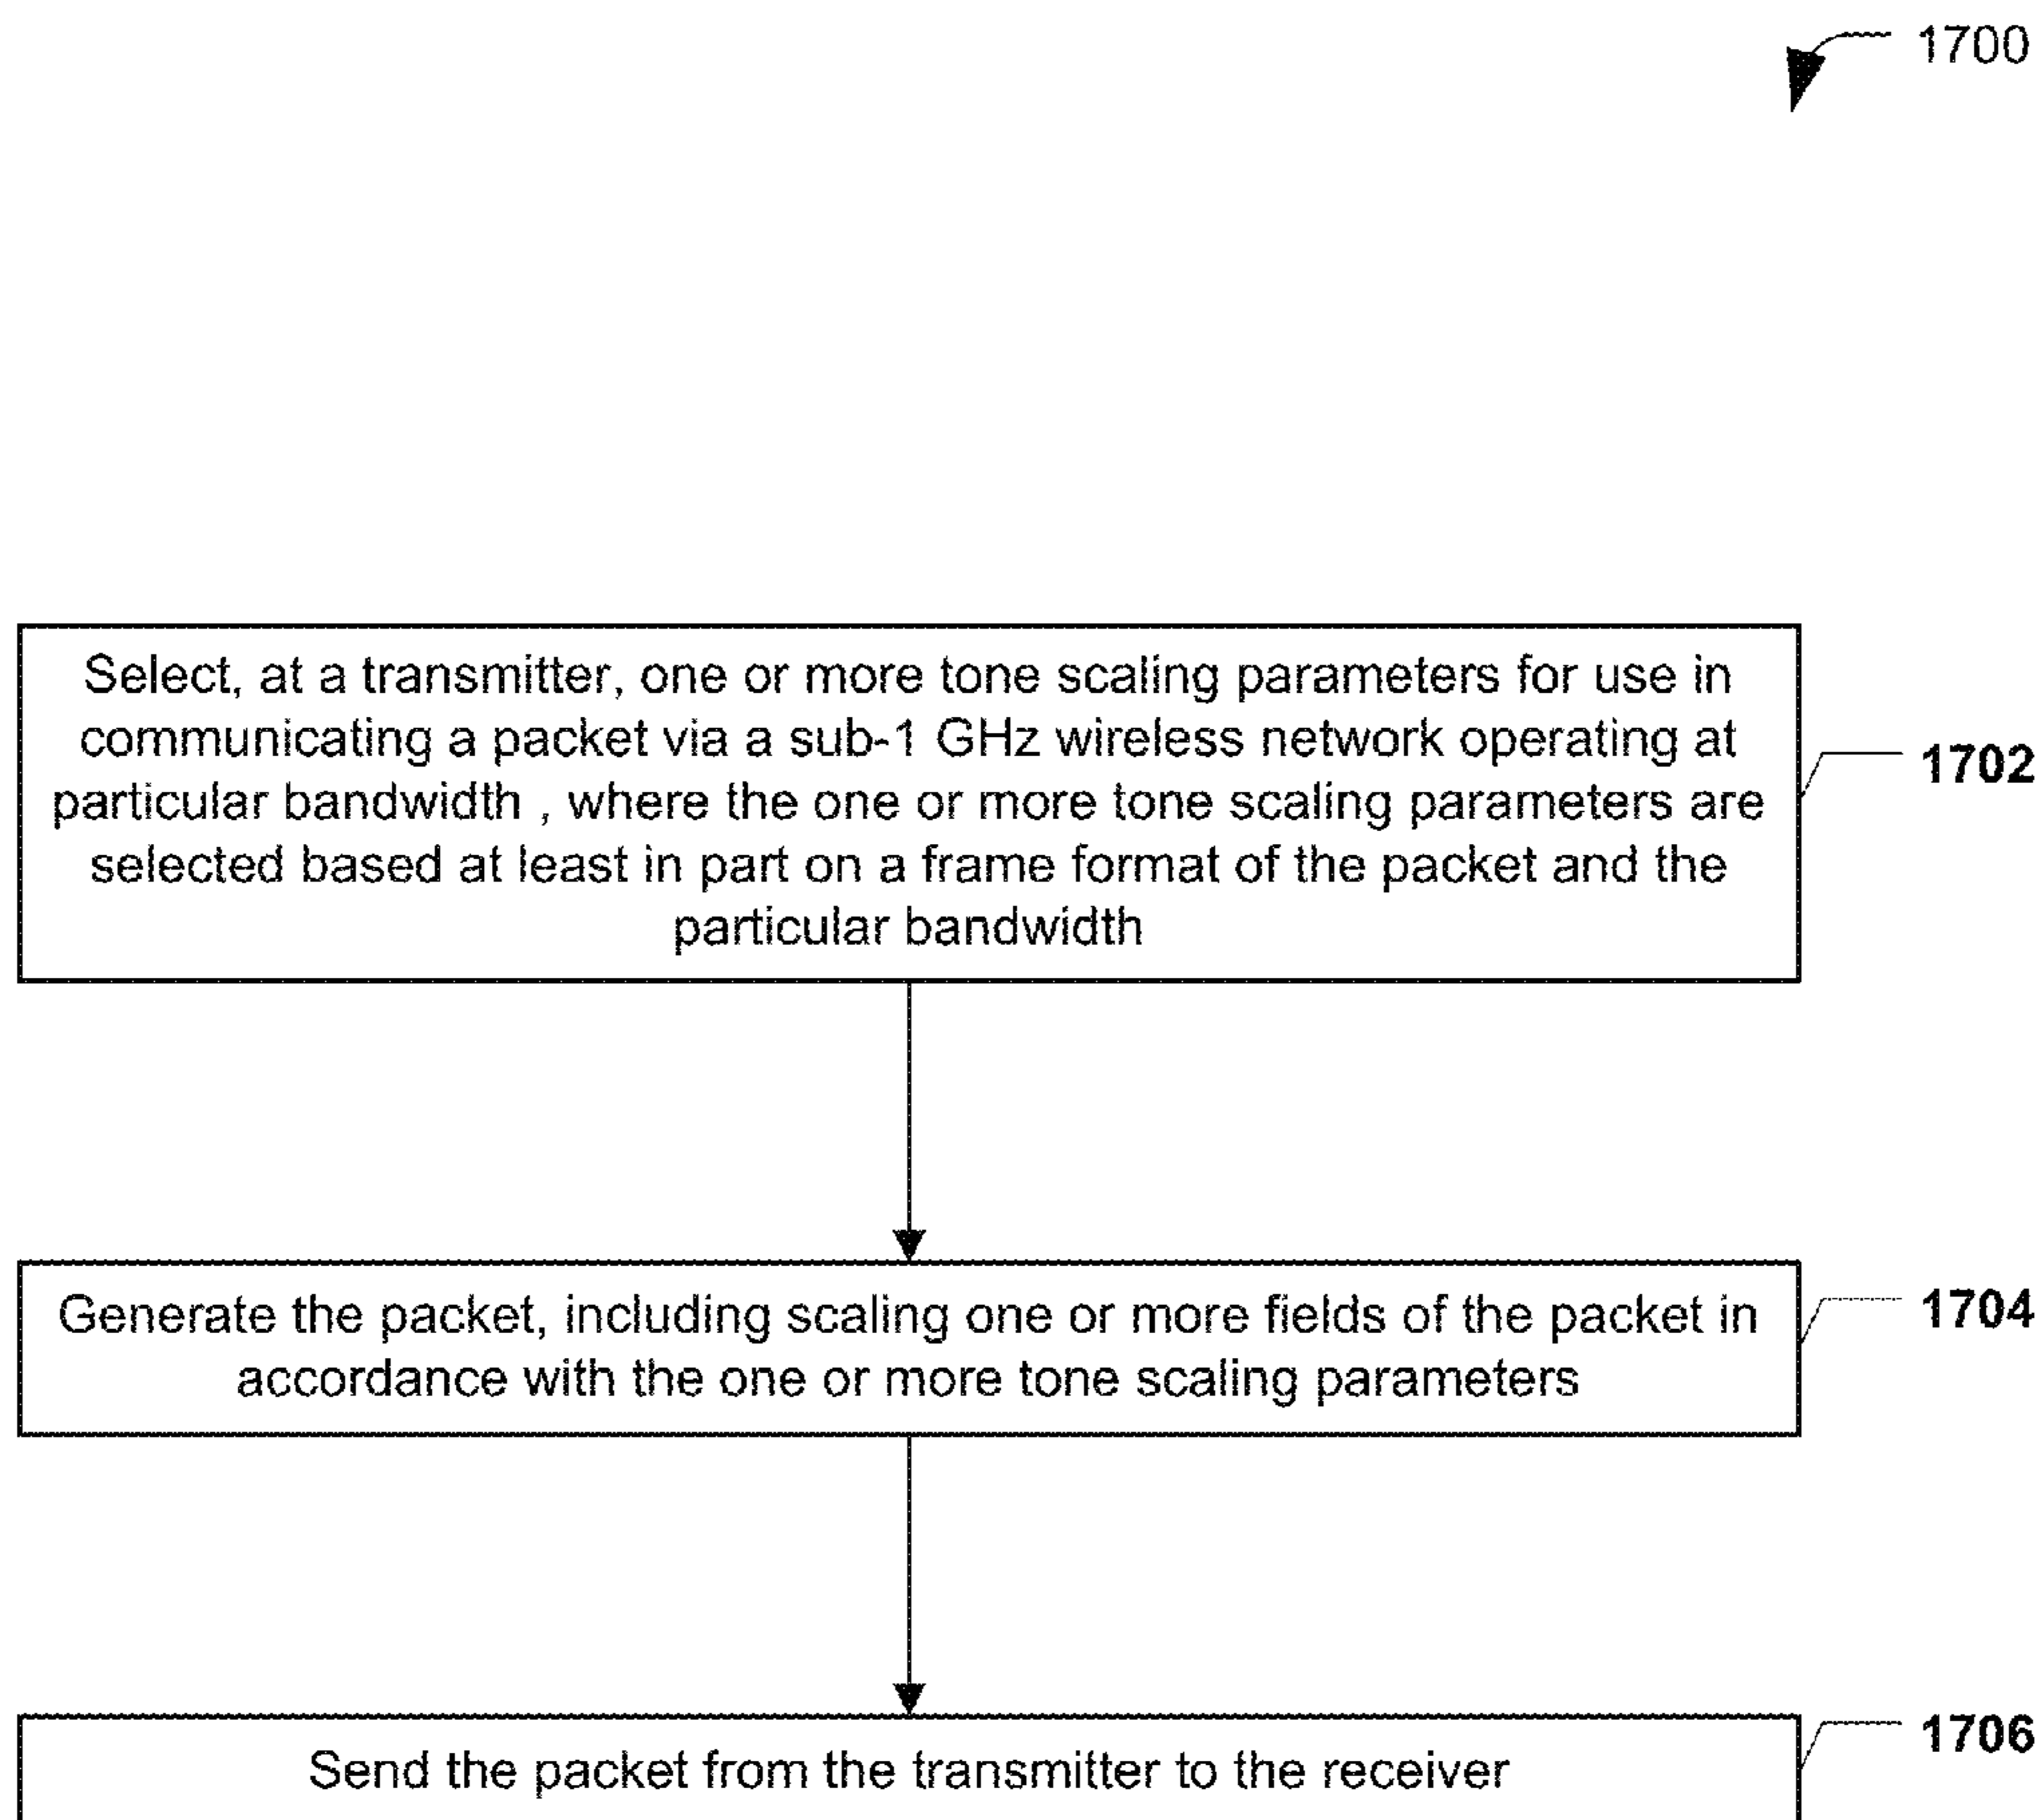 1700
Select, at a transmitter, one or more tone scaling parameters for use in
communicating a packet via a sub-1 GHz wireless network operating at
particular bandwidth , where the one or more tone scaling parameters are
selected based at least in part on a frame format of the packet and the
particular bandwidth
1702
Generate the packet, including scaling one or more fields of the packet in
accordance with the one or more tone scaling parameters
1704
Send the packet from the transmitter to the receiver
1706